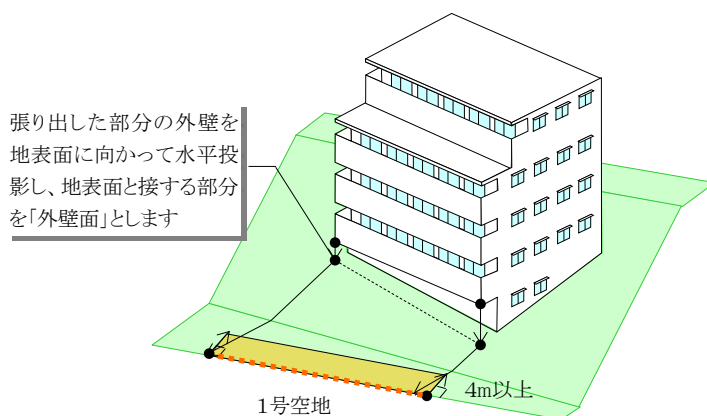 張り出した部分の外壁を
地表面に向かって水平投
影し、地表面と接する部分
を「外壁面」とします
4m以上
1号空地